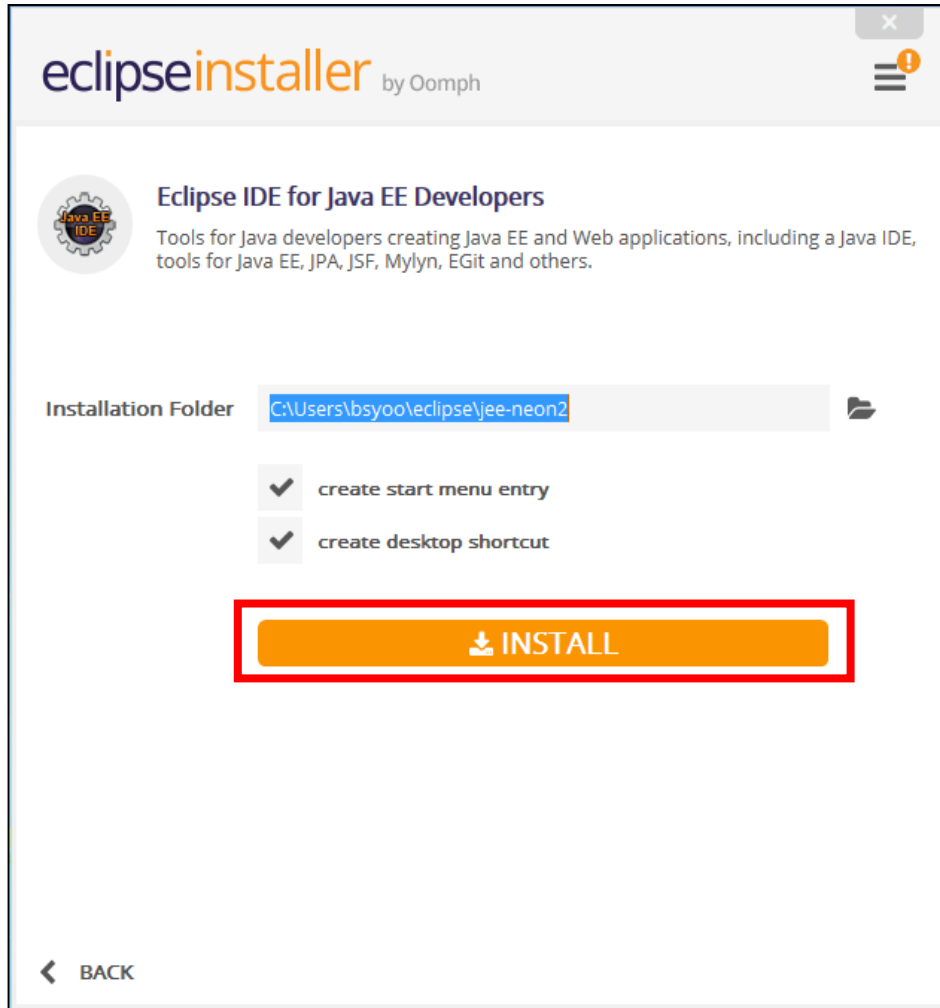 eclipseinstaller by Oomph
Java EE
IDE
Eclipse IDE for Java EE Developers
Tools for Java developers creating Java EE and Web applications, including a Java IDE,
tools for Java EE, JPA, JSF, Mylyn, EGit and others.
Installation Folder C:\Users\bsyoo\eclipse\jee-neon2
create start menu entry
create desktop shortcut
INSTALL
BACK